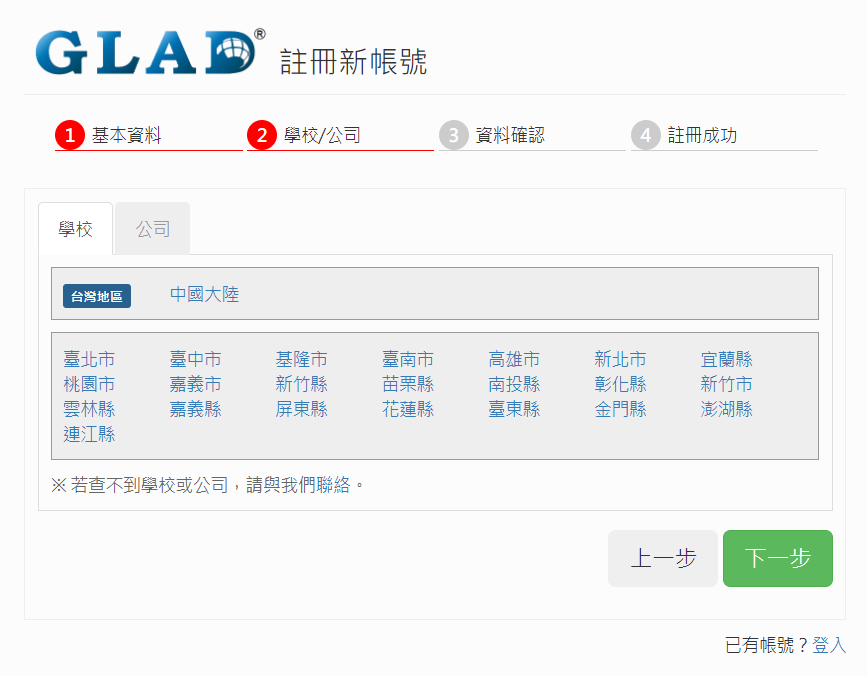 GLAD® 註冊新帳號
1 基本資料 2 學校/公司 3 資料確認 4 註冊成功
學校 公司
台灣地區 中國大陸
臺北市 臺中市 基隆市 臺南市 高雄市 新北市 宜蘭縣
桃園市 嘉義市 新竹縣 苗栗縣 南投縣 彰化縣 新竹市
雲林縣 嘉義縣 屏東縣 花蓮縣 臺東縣 金門縣 澎湖縣
連江縣
※ 若查不到學校或公司，請與我們聯絡。
上一步 下一步
已有帳號？登入